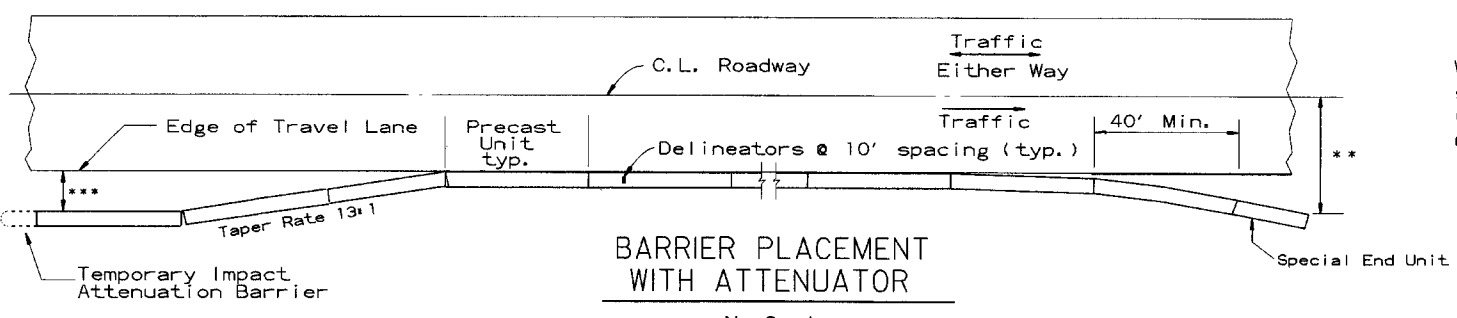 Traffic
Either Way
C.L. Roadway
Edge of Travel Lane
Precast
Unit
typ.
Traffic
40' Min.
Delineators @ 10' spacing (typ.)
**
***
Taper Rate 13:1
BARRIER PLACEMENT
WITH ATTENUATOR
Special End Unit
Temporary Impact
Attenuation Barrier